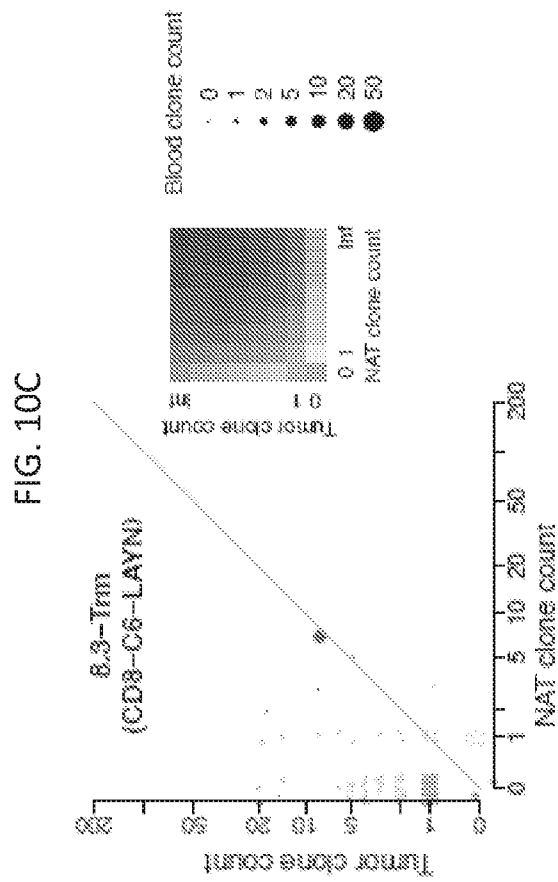 FIG. 10C
8.3-Trm
(CD8-C6-LAYN)
Tumor clone count
200
50
20
10
5
1
0
0
1
5
10
20
50
200
NAT clone count
Tumor clone count
Inf
1
0
0 1
Inf
NAT clone count
Blood clone count
0
1
2
5
10
20
50